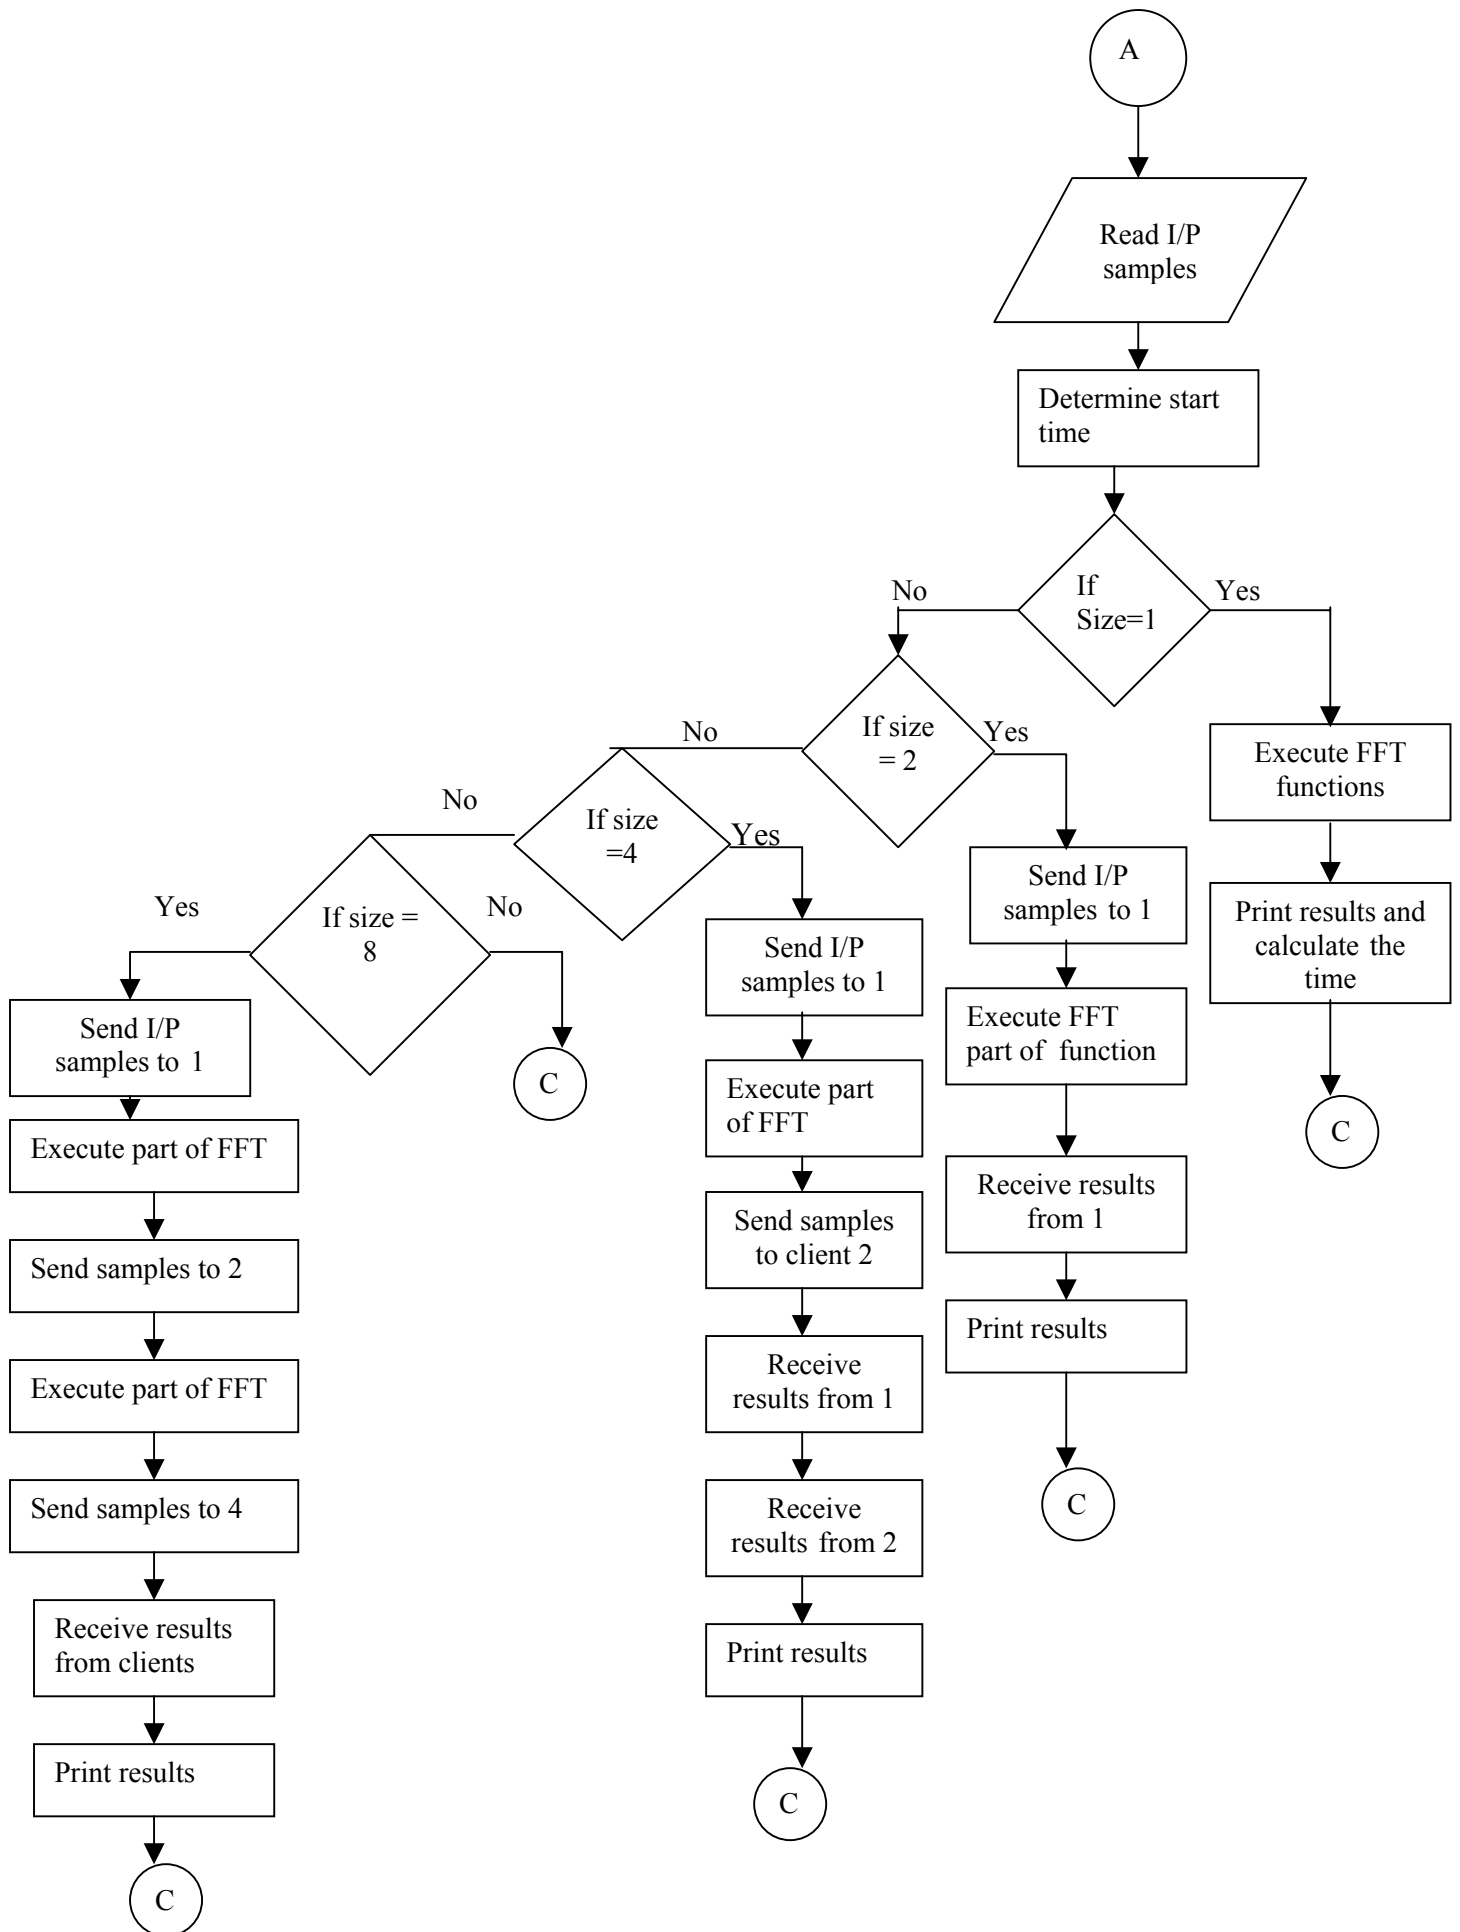 A
Read I/P
samples
Determine start
time
If
Size=1
No
Yes
If size
= 2
No
Yes
Execute FFT
functions
Print results and
calculate the
time
C
Send I/P
samples to 1
Execute FFT
part of function
Receive results
from 1
Print results
C
If size
=4
No
Yes
Send I/P
samples to 1
Execute part
of FFT
Send samples
to client 2
Receive
results from 1
Receive
results from 2
Print results
C
If size =
8
Yes
No
C
Send I/P
samples to 1
Execute part of FFT
Send samples to 2
Execute part of FFT
Send samples to 4
Receive results
from clients
Print results
C